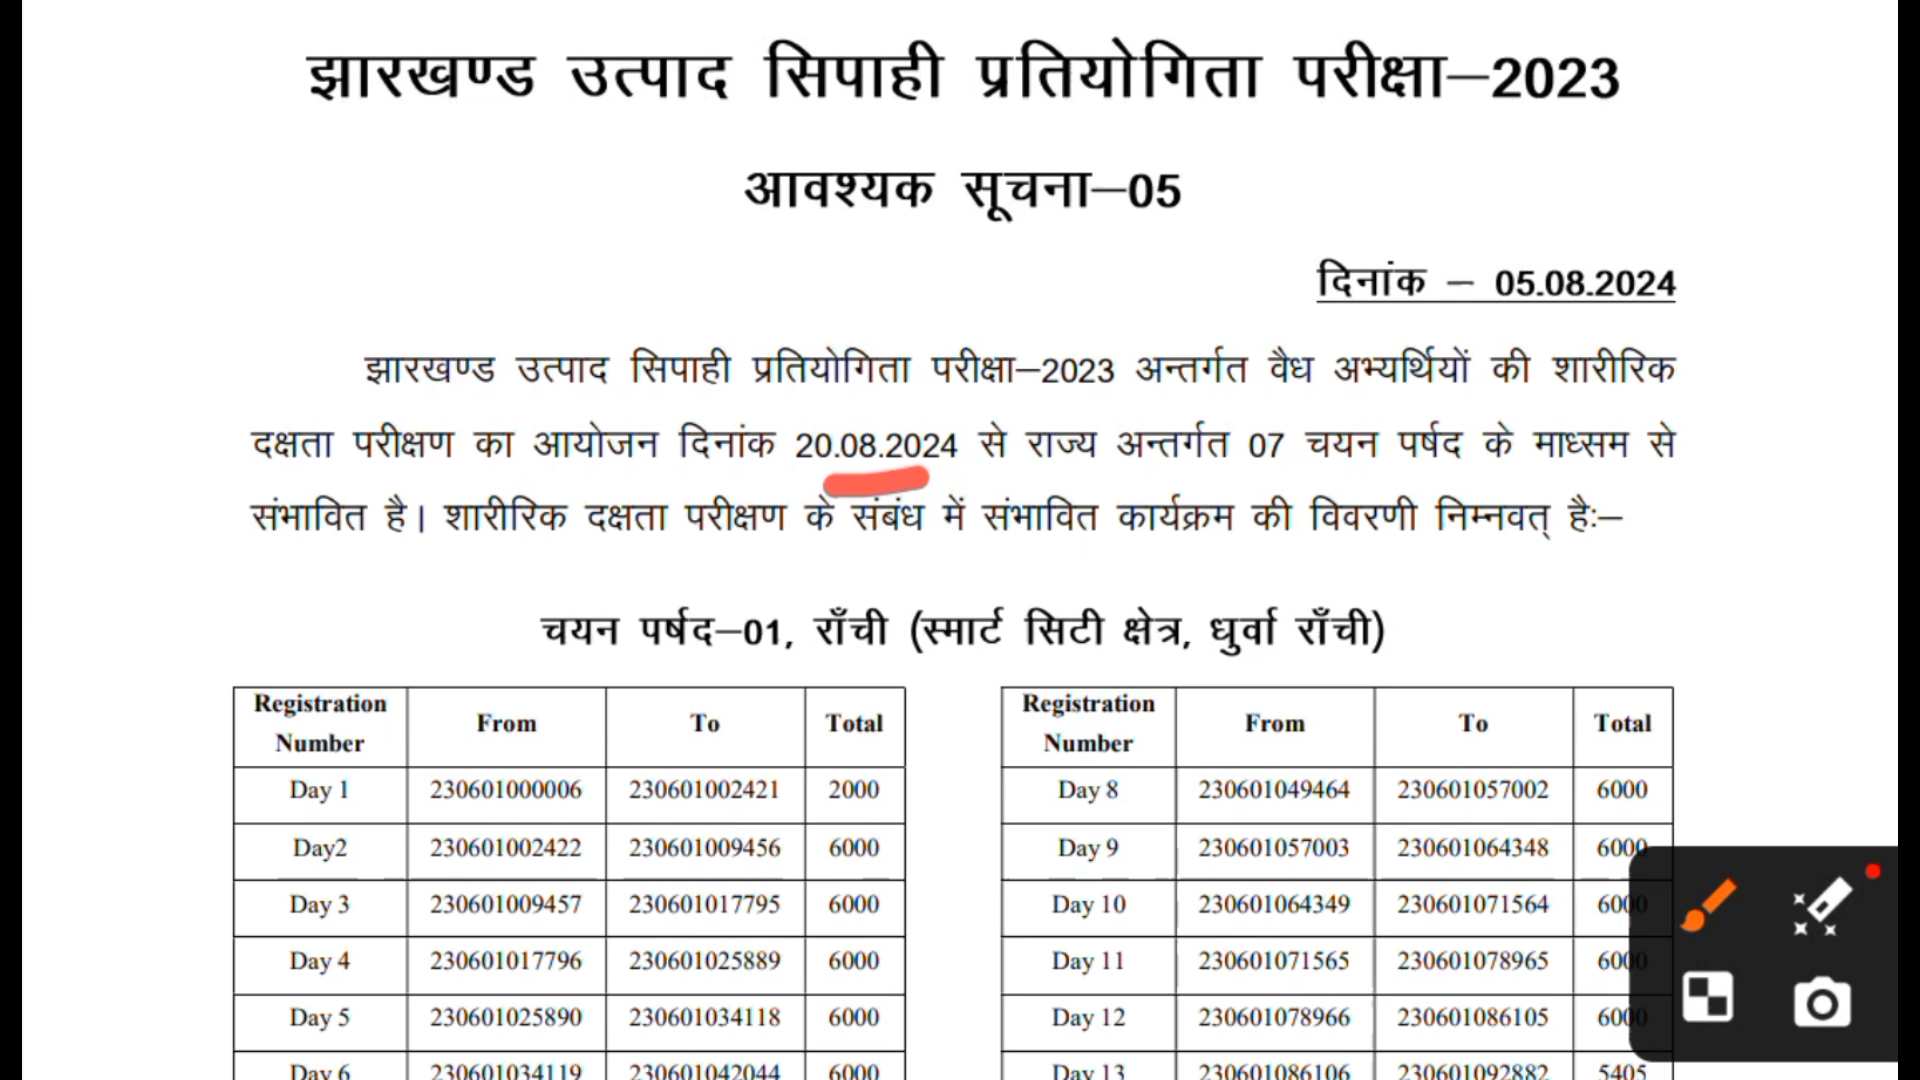 झारखण्ड उत्पाद सिपाही प्रतियोगिता परीक्षा–2023
आवश्यक सूचना–05
दिनांक – 05.08.2024
झारखण्ड उत्पाद सिपाही प्रतियोगिता परीक्षा–2023 अन्तर्गत वैध अभ्यर्थियों की शारीरिक
दक्षता परीक्षण का आयोजन दिनांक 20.08.2024 से राज्य अन्तर्गत 07 चयन पर्षद के माध्सम से
संभावित है। शारीरिक दक्षता परीक्षण के संबंध में संभावित कार्यक्रम की विवरणी निम्नवत् है:–
चयन पर्षद–01, राँची (स्मार्ट सिटी क्षेत्र, धुर्वा राँची)
Registration Number From To Total
Day 1 230601000006 230601002421 2000
Day2 230601002422 230601009456 6000
Day 3 230601009457 230601017795 6000
Day 4 230601017796 230601025889 6000
Day 5 230601025890 230601034118 6000
Day 6 230601034119 230601042044 6000
Registration Number From To Total
Day 8 230601049464 230601057002 6000
Day 9 230601057003 230601064348 6000
Day 10 230601064349 230601071564 6000
Day 11 230601071565 230601078965 6000
Day 12 230601078966 230601086105 6000
Day 13 230601086106 230601092882 5405